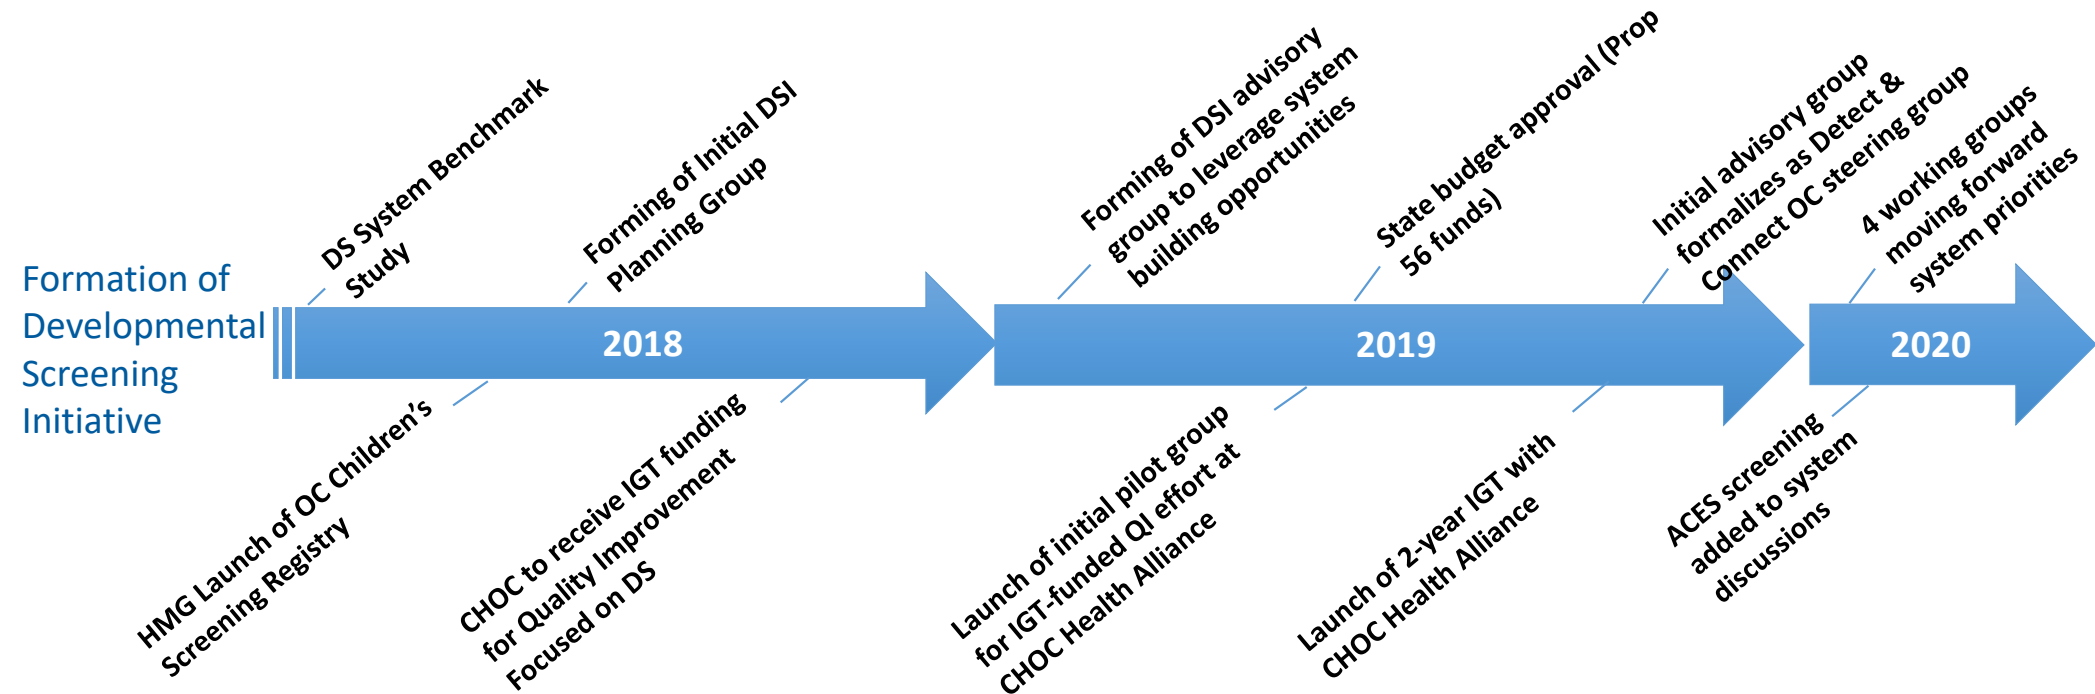 Formation of
Developmental
Screening
Initiative
DS System Benchmark
Study
Forming of Initial DSI
Planning Group
Forming of DSI advisory
group to leverage system
building opportunities
State budget approval (Prop
56 funds)
Initial advisory group
formalizes as Detect &
Connect OC steering group
4 working groups
moving forward
system priorities
2018
2019
2020
HMG Launch of OC Children’s
Screening Registry
CHOC to receive IGT funding
for Quality Improvement
Focused on DS
Launch of initial pilot group
for IGT-funded QI effort at
CHOC Health Alliance
Launch of 2-year IGT with
CHOC Health Alliance
ACES screening
added to system
discussions